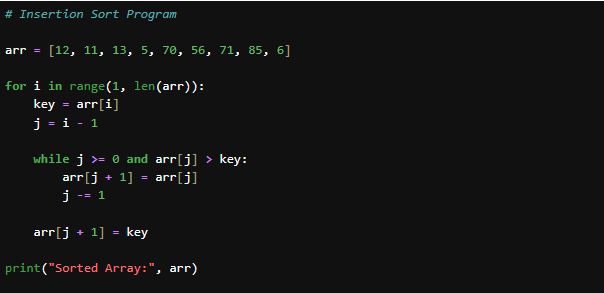 # Insertion Sort Program
arr = [12, 11, 13, 5, 70, 56, 71, 85, 6]
for i in range(1, len(arr)):
    key = arr[i]
    j = i - 1
    while j >= 0 and arr[j] > key:
        arr[j + 1] = arr[j]
        j -= 1
    arr[j + 1] = key
print("Sorted Array:", arr)